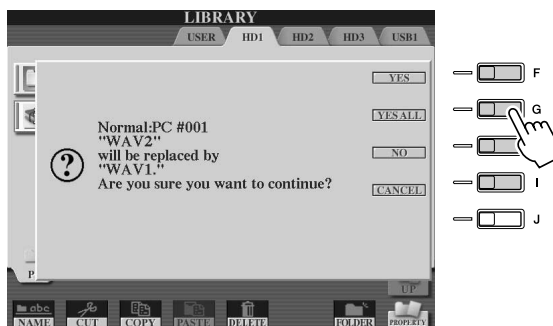 LIBRARY
USER
HD1
HD2
HD3
USB1
YES
YES ALL
NO
CANCEL
Normal:PC #001
"WAV2"
will be replaced by
"WAV1."
Are you sure you want to continue?
?
F
G
I
J
P
UP
abc
NAME
CUT
COPY
PASTE
DELETE
FOLDER
PROPERTY